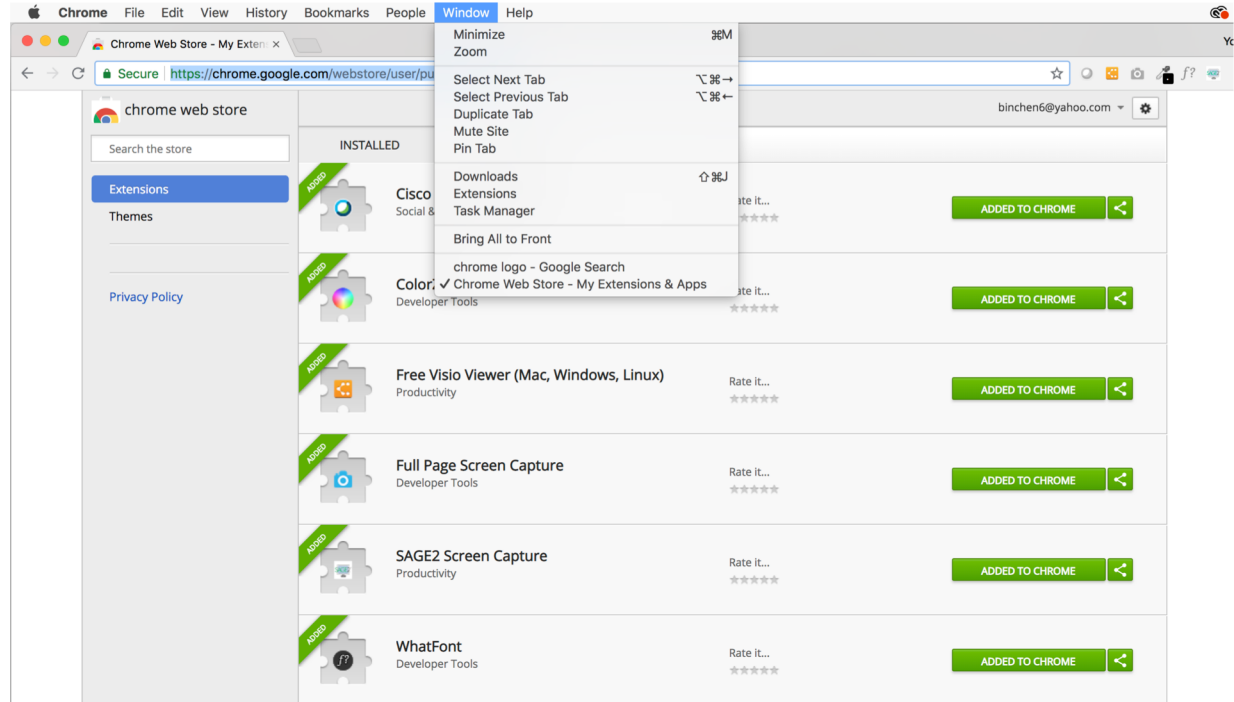 Chrome File Edit View History Bookmarks People Window Help
Chrome Web Store - My Exten ×
Secure https://chrome.google.com/webstore/user/pu
f?
Minimize ⌘M
Zoom
Select Next Tab ⌥⌘→
Select Previous Tab ⌥⌘←
Duplicate Tab
Mute Site
Pin Tab
Downloads ⇧⌘J
Extensions
Task Manager
Bring All to Front
chrome logo - Google Search
✓ Chrome Web Store - My Extensions & Apps
chrome web store
binchen6@yahoo.com
Search the store
INSTALLED
Extensions
Themes
Privacy Policy
ADDED
Cisco
Social &
ate it...
ADDED TO CHROME
ADDED
Color
Developer Tools
ate it...
ADDED TO CHROME
ADDED
Free Visio Viewer (Mac, Windows, Linux)
Productivity
Rate it...
ADDED TO CHROME
ADDED
Full Page Screen Capture
Developer Tools
Rate it...
ADDED TO CHROME
ADDED
SAGE2 Screen Capture
Productivity
Rate it...
ADDED TO CHROME
ADDED
WhatFont
Developer Tools
f?
Rate it...
ADDED TO CHROME